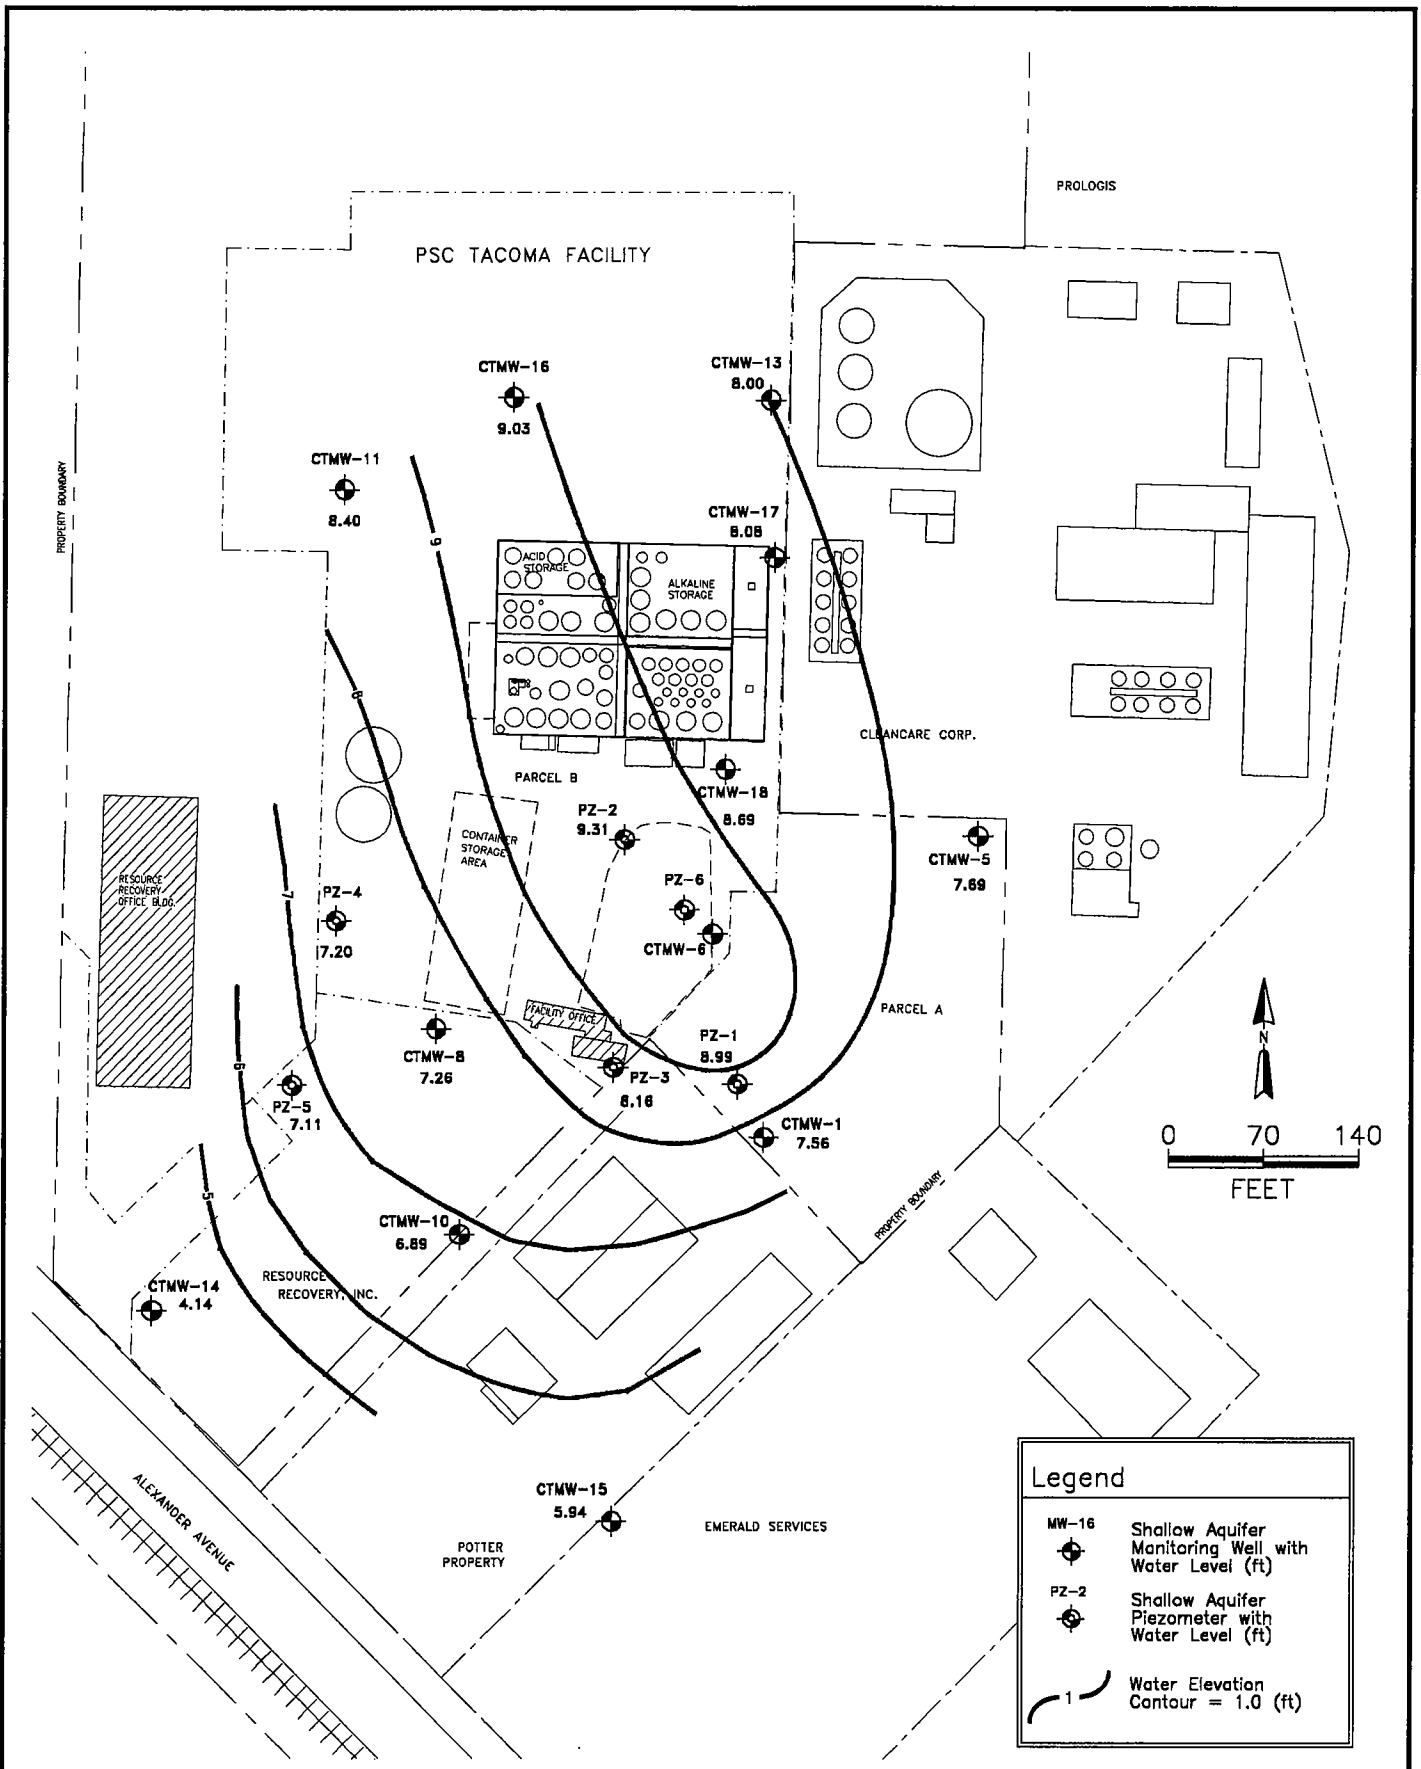 PROLOGIS
PSC TACOMA FACILITY
CTMW-16
9.03
CTMW-13
8.00
CTMW-11
8.40
PROPERTY BOUNDARY
CTMW-17
8.08
9
ACID
STORAGE
ALKALINE
STORAGE
8
CLEANCARE CORP.
PARCEL B
CTMW-18
8.69
PZ-2
9.31
CONTAINER
STORAGE
AREA
CTMW-5
7.69
RESOURCE
RECOVERY
OFFICE BLDG.
7
PZ-4
7.20
PZ-6
CTMW-6
FACILITY OFFICE
PARCEL A
N
PZ-1
8.99
CTMW-8
7.26
6
PZ-3
8.16
PZ-5
7.11
CTMW-1
7.56
0 70 140
FEET
5
CTMW-10
6.89
PROPERTY BOUNDARY
RESOURCE
RECOVERY, INC.
CTMW-14
4.14
ALEXANDER AVENUE
CTMW-15
5.94
EMERALD SERVICES
POTTER
PROPERTY
Legend
MW-16
Shallow Aquifer
Monitoring Well with
Water Level (ft)
PZ-2
Shallow Aquifer
Piezometer with
Water Level (ft)
1
Water Elevation
Contour = 1.0 (ft)